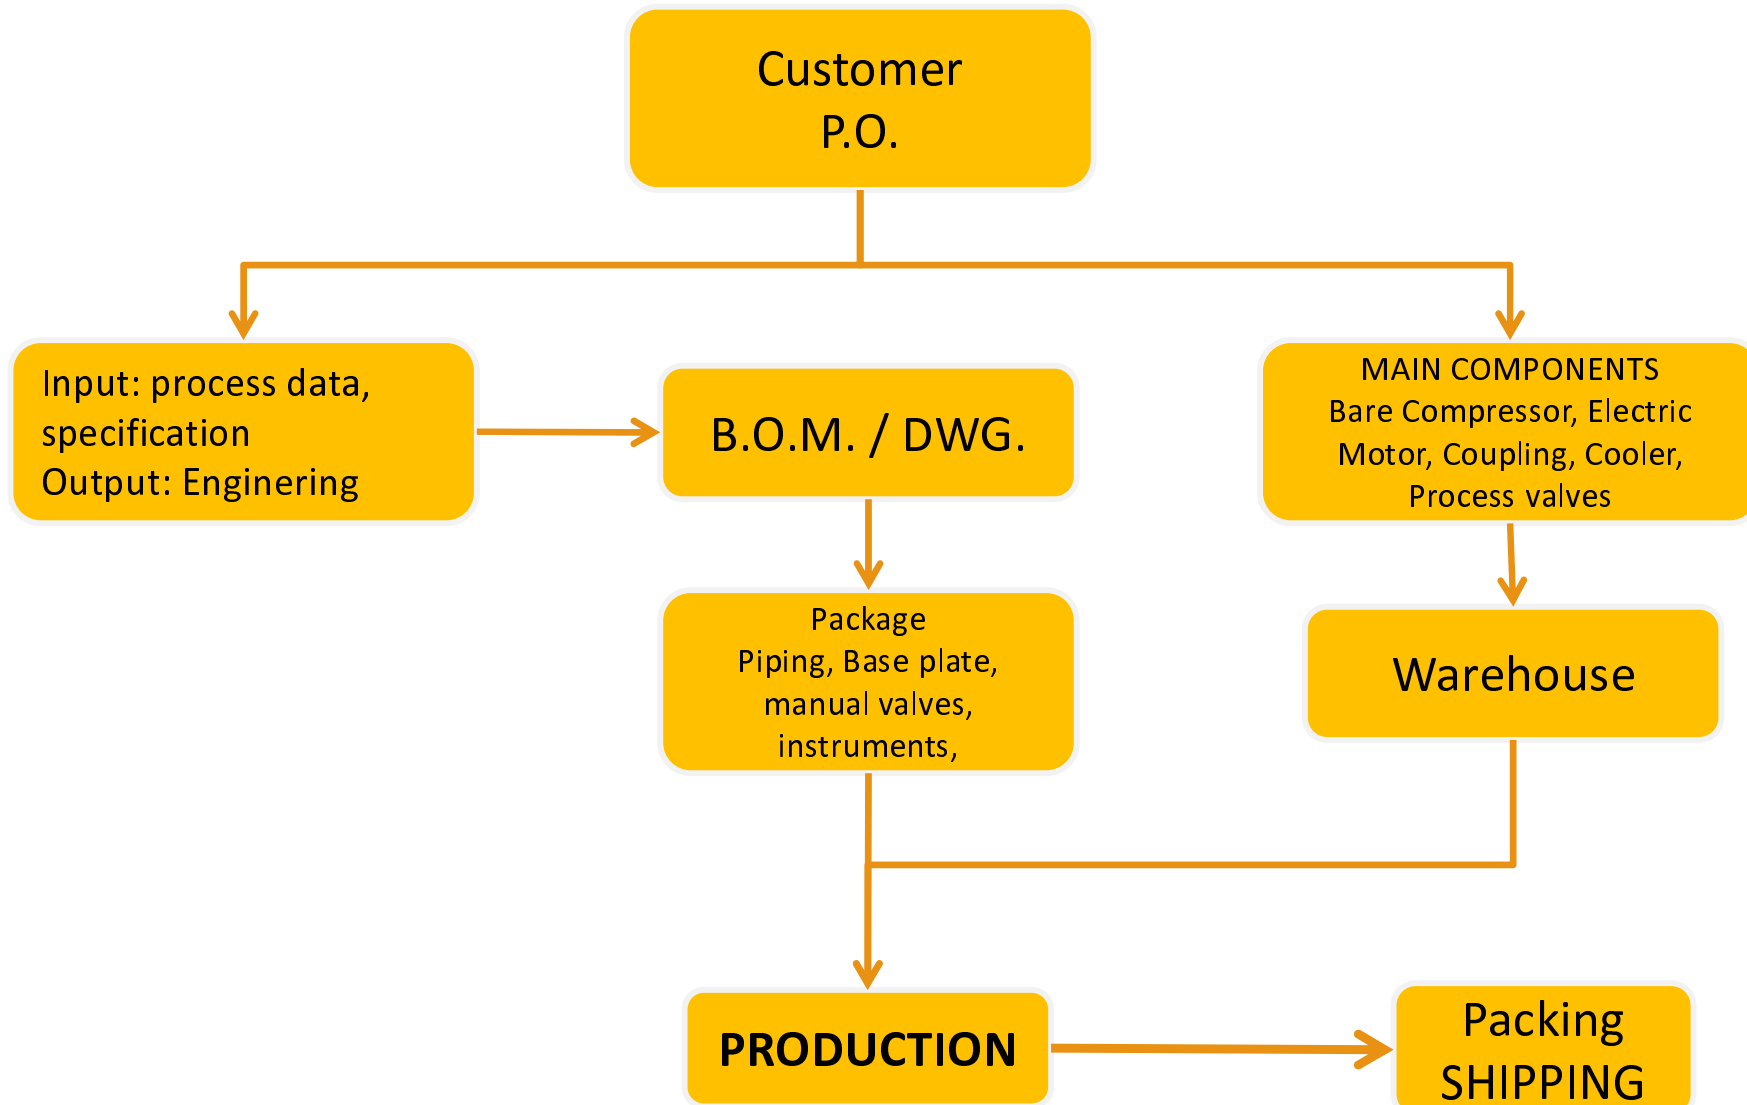 Customer
P.O.
Input: process data,
specification
Output: Enginering
B.O.M. / DWG.
MAIN COMPONENTS
Bare Compressor, Electric
Motor, Coupling, Cooler,
Process valves
Package
Piping, Base plate,
manual valves,
instruments,
Warehouse
PRODUCTION
Packing
SHIPPING